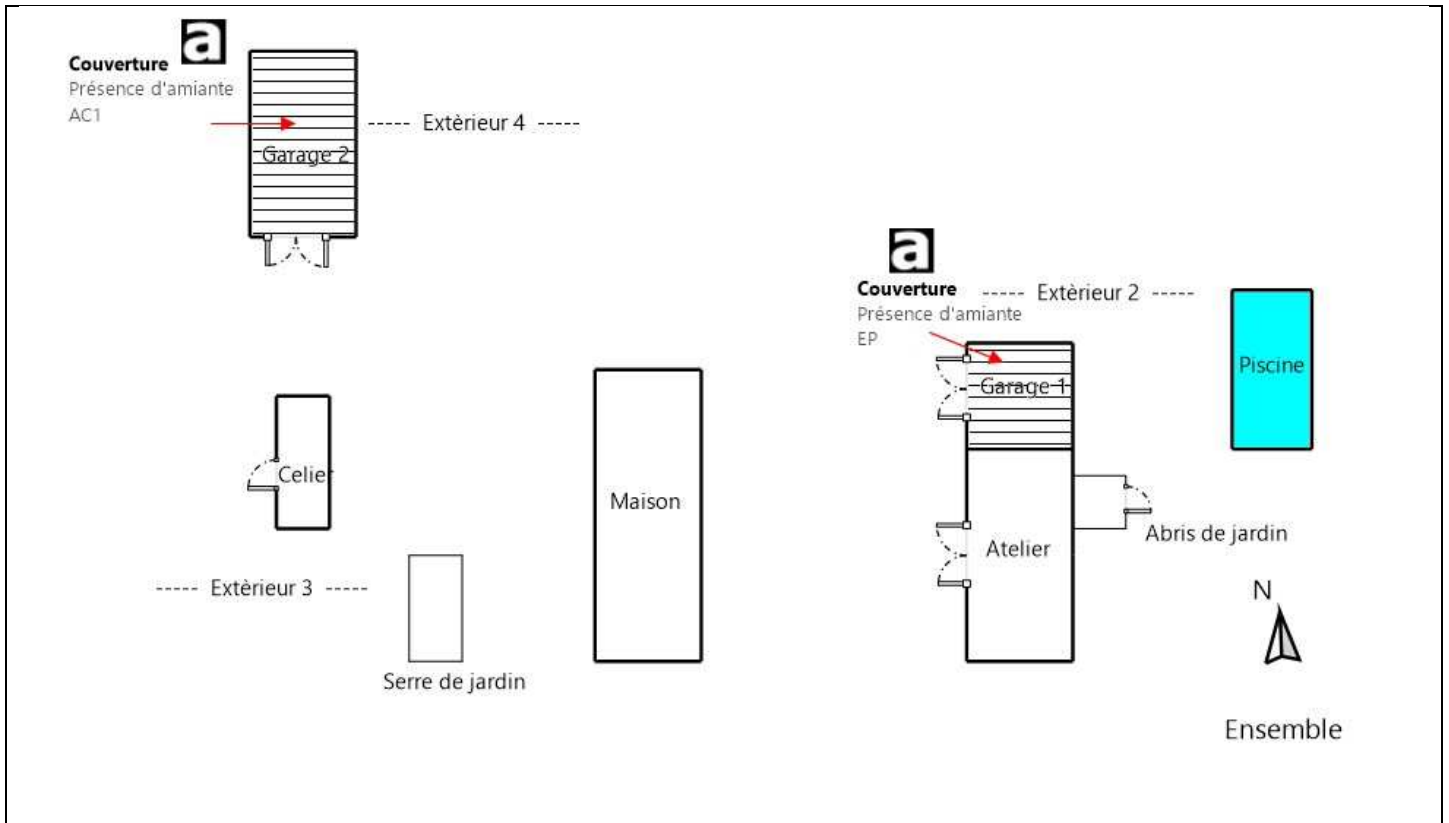 a
Couverture
Présence d'amiante
AC1
----- Extèrieur 4 -----
Garage 2
a
Couverture
Présence d'amiante
EP
----- Extèrieur 2 -----
Piscine
Garage 1
Celier
Maison
Atelier
Abris de jardin
----- Extèrieur 3 -----
N
Serre de jardin
Ensemble